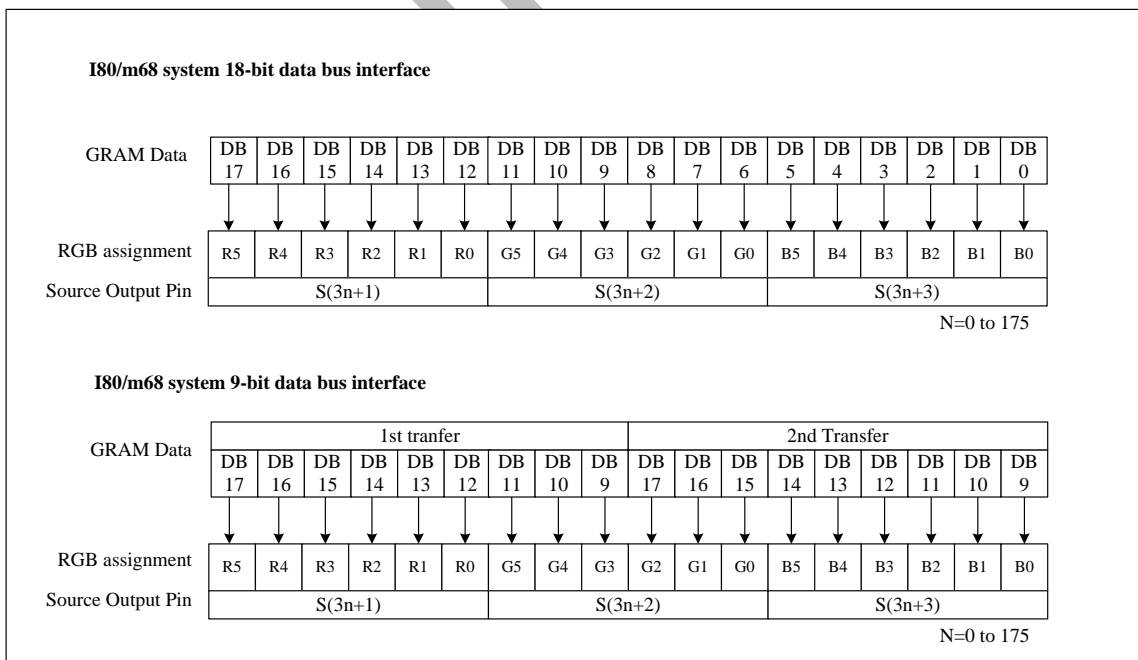 I80/m68 system 18-bit data bus interface
GRAM Data DB 17 DB 16 DB 15 DB 14 DB 13 DB 12 DB 11 DB 10 DB 9 DB 8 DB 7 DB 6 DB 5 DB 4 DB 3 DB 2 DB 1 DB 0
RGB assignment R5 R4 R3 R2 R1 R0 G5 G4 G3 G2 G1 G0 B5 B4 B3 B2 B1 B0
Source Output Pin S(3n+1) S(3n+2) S(3n+3)
N=0 to 175
I80/m68 system 9-bit data bus interface
1st tranfer 2nd Transfer
GRAM Data DB 17 DB 16 DB 15 DB 14 DB 13 DB 12 DB 11 DB 10 DB 9 DB 17 DB 16 DB 15 DB 14 DB 13 DB 12 DB 11 DB 10 DB 9
RGB assignment R5 R4 R3 R2 R1 R0 G5 G4 G3 G2 G1 G0 B5 B4 B3 B2 B1 B0
Source Output Pin S(3n+1) S(3n+2) S(3n+3)
N=0 to 175